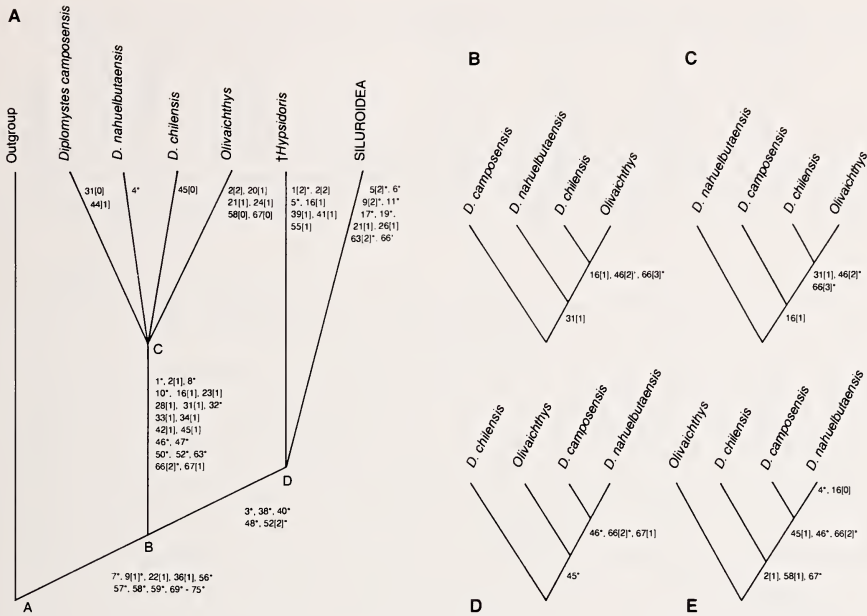 A
Outgroup
Diplomystes camposensis
D. nahuelbutaensis
D. chilensis
Olivaichthys
†Hypsidoris
SILUROIDEA
31[0]
44[1]
4*
45[0]
2[2], 20[1]
21[1], 24[1]
58[0], 67[0]
1[2]*, 2[2]
5*, 16[1]
39[1], 41[1]
55[1]
5[2]*, 6*
9[2]*, 11*
17*, 19*,
21[1], 26[1]
63[2]*, 66*
C
1*, 2[1], 8*
10*, 16[1], 23[1]
28[1], 31[1], 32*
33[1], 34[1]
42[1], 45[1]
46*, 47*
50*, 52*, 63*
66[2]*, 67[1]
D
3*, 38*, 40*
48*, 52[2]*
B
7*, 9[1]*, 22[1], 36[1], 56*
57*, 58*, 59*, 69* - 75*
A
B
D. camposensis
D. nahuelbutaensis
D. chilensis
Olivaichthys
16[1], 46[2]*, 66[3]*
31[1]
C
D. nahuelbutaensis
D. camposensis
D. chilensis
Olivaichthys
31[1], 46[2]*
66[3]*
16[1]
D. chilensis
Olivaichthys
D. camposensis
D. nahuelbutaensis
46*, 66[2]*, 67[1]
45*
D
Olivaichthys
D. chilensis
D. camposensis
D. nahuelbutaensis
4*, 16[0]
45[1], 46*, 66[2]*
2[1], 58[1], 67*
E